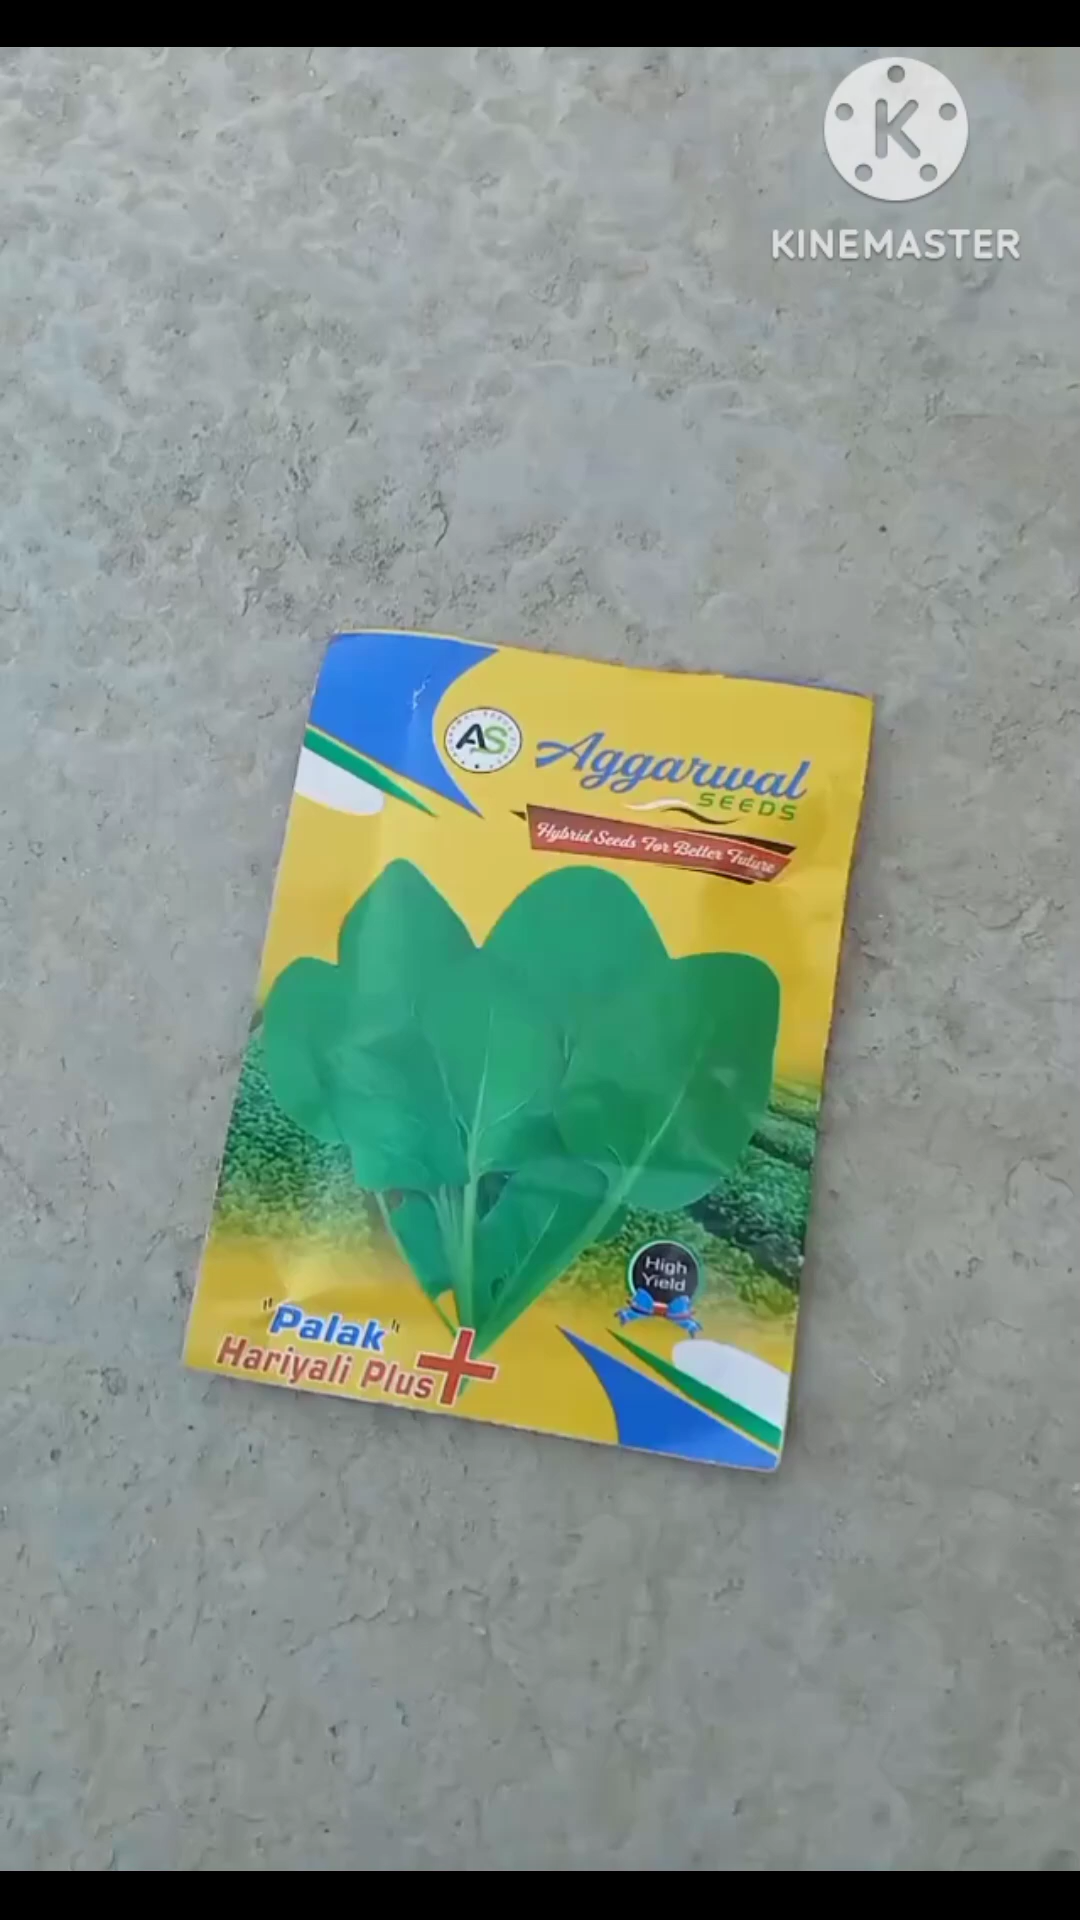 K
KINEMASTER
AS
Aggarwal
SEEDS
Hybrid Seeds For Better Future
High
Yield
"Palak"
Hariyali Plus+